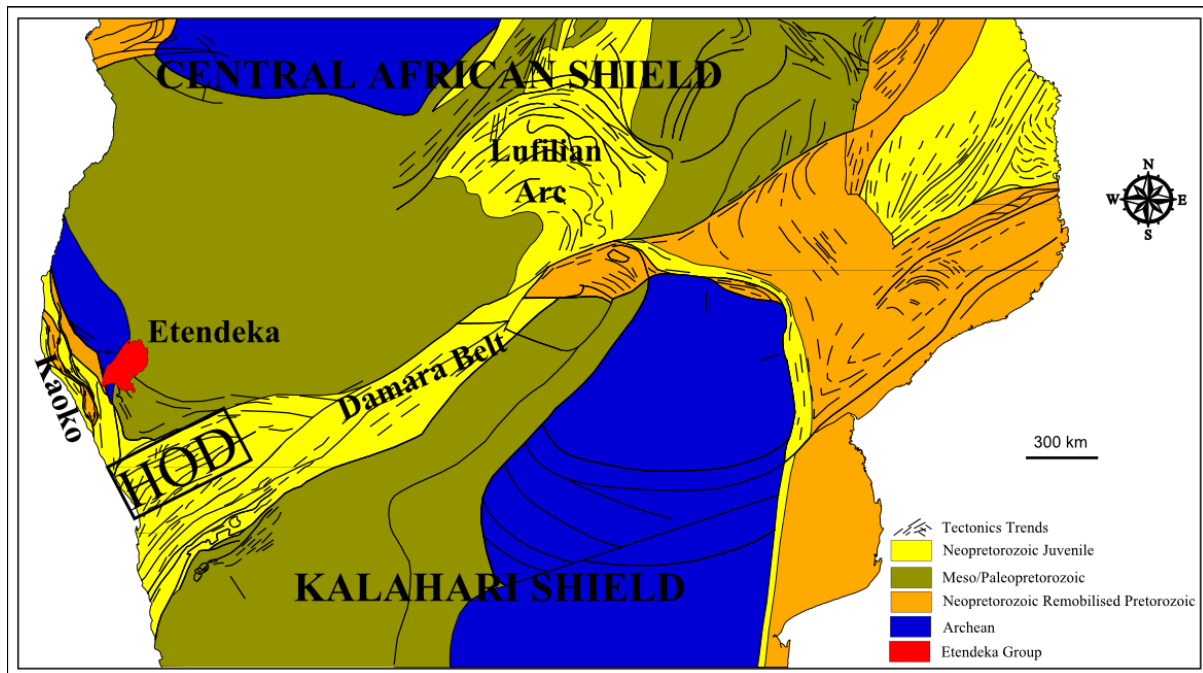 CENTRAL AFRICAN SHIELD
Lufilian
Arc
N
W E
S
Etendeka
Kaoko
Damara Belt
HOD
300 km
KALAHARI SHIELD
Tectonics Trends
Neopretorozoic Juvenile
Meso/Paleopretorozoic
Neopretorozoic Remobilised Pretorozoic
Archean
Etendeka Group